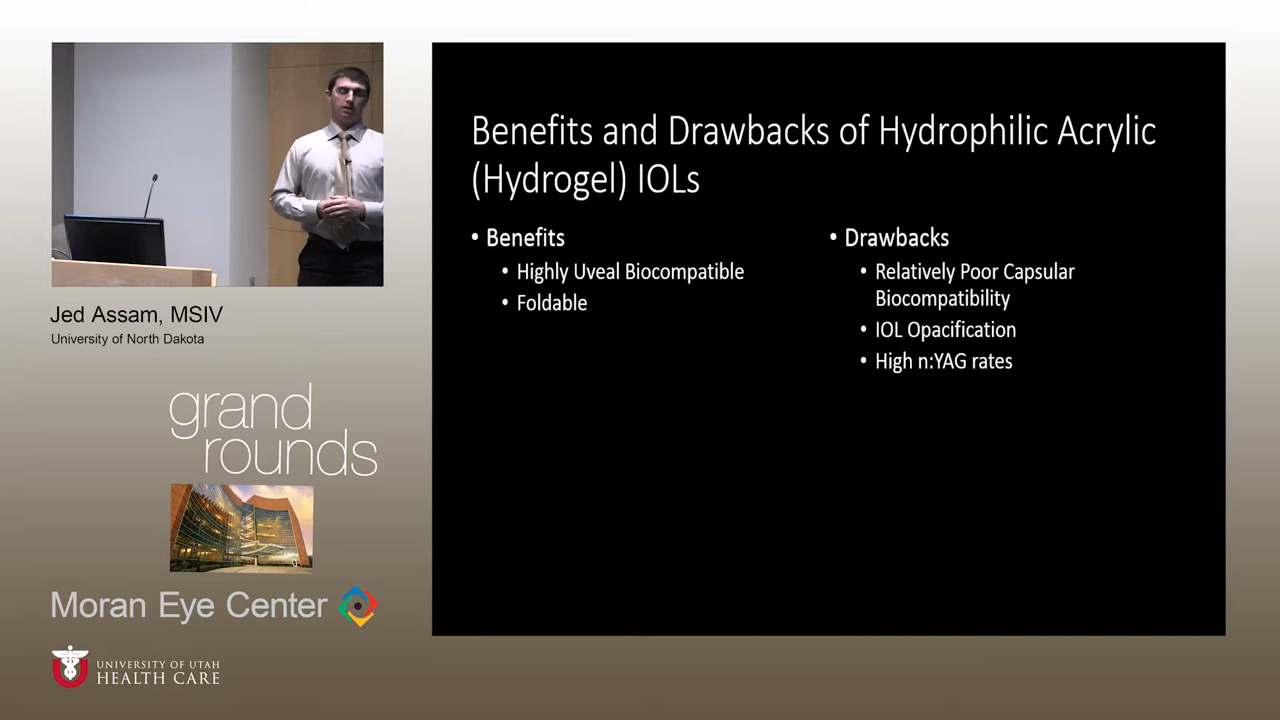 Benefits and Drawbacks of Hydrophilic Acrylic
(Hydrogel) IOLs
• Benefits
• Highly Uveal Biocompatible
• Foldable
• Drawbacks
• Relatively Poor Capsular
Biocompatibility
• IOL Opacification
• High n:YAG rates
Jed Assam, MSIV
University of North Dakota
grand
rounds
Moran Eye Center
UNIVERSITY OF UTAH
HEALTH CARE